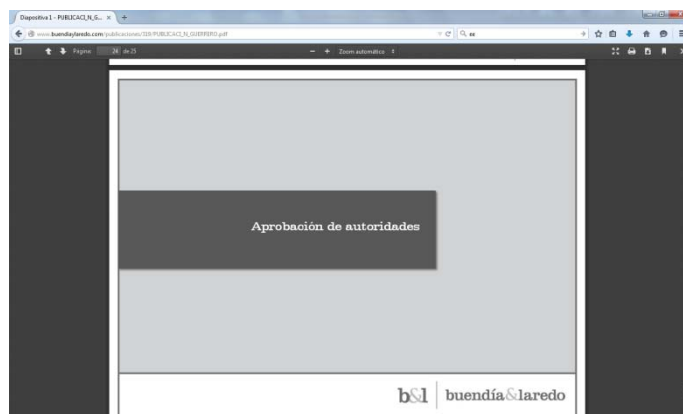 Diapositiva 1 - PUBLICACI_N_G...
www.buendiaylaredo.com/publicaciones/318/PUBLICACI_N_GUERRERO.pdf
Página: 24 de 25
Zoom automático
Aprobación de autoridades
b&l buendía&laredo